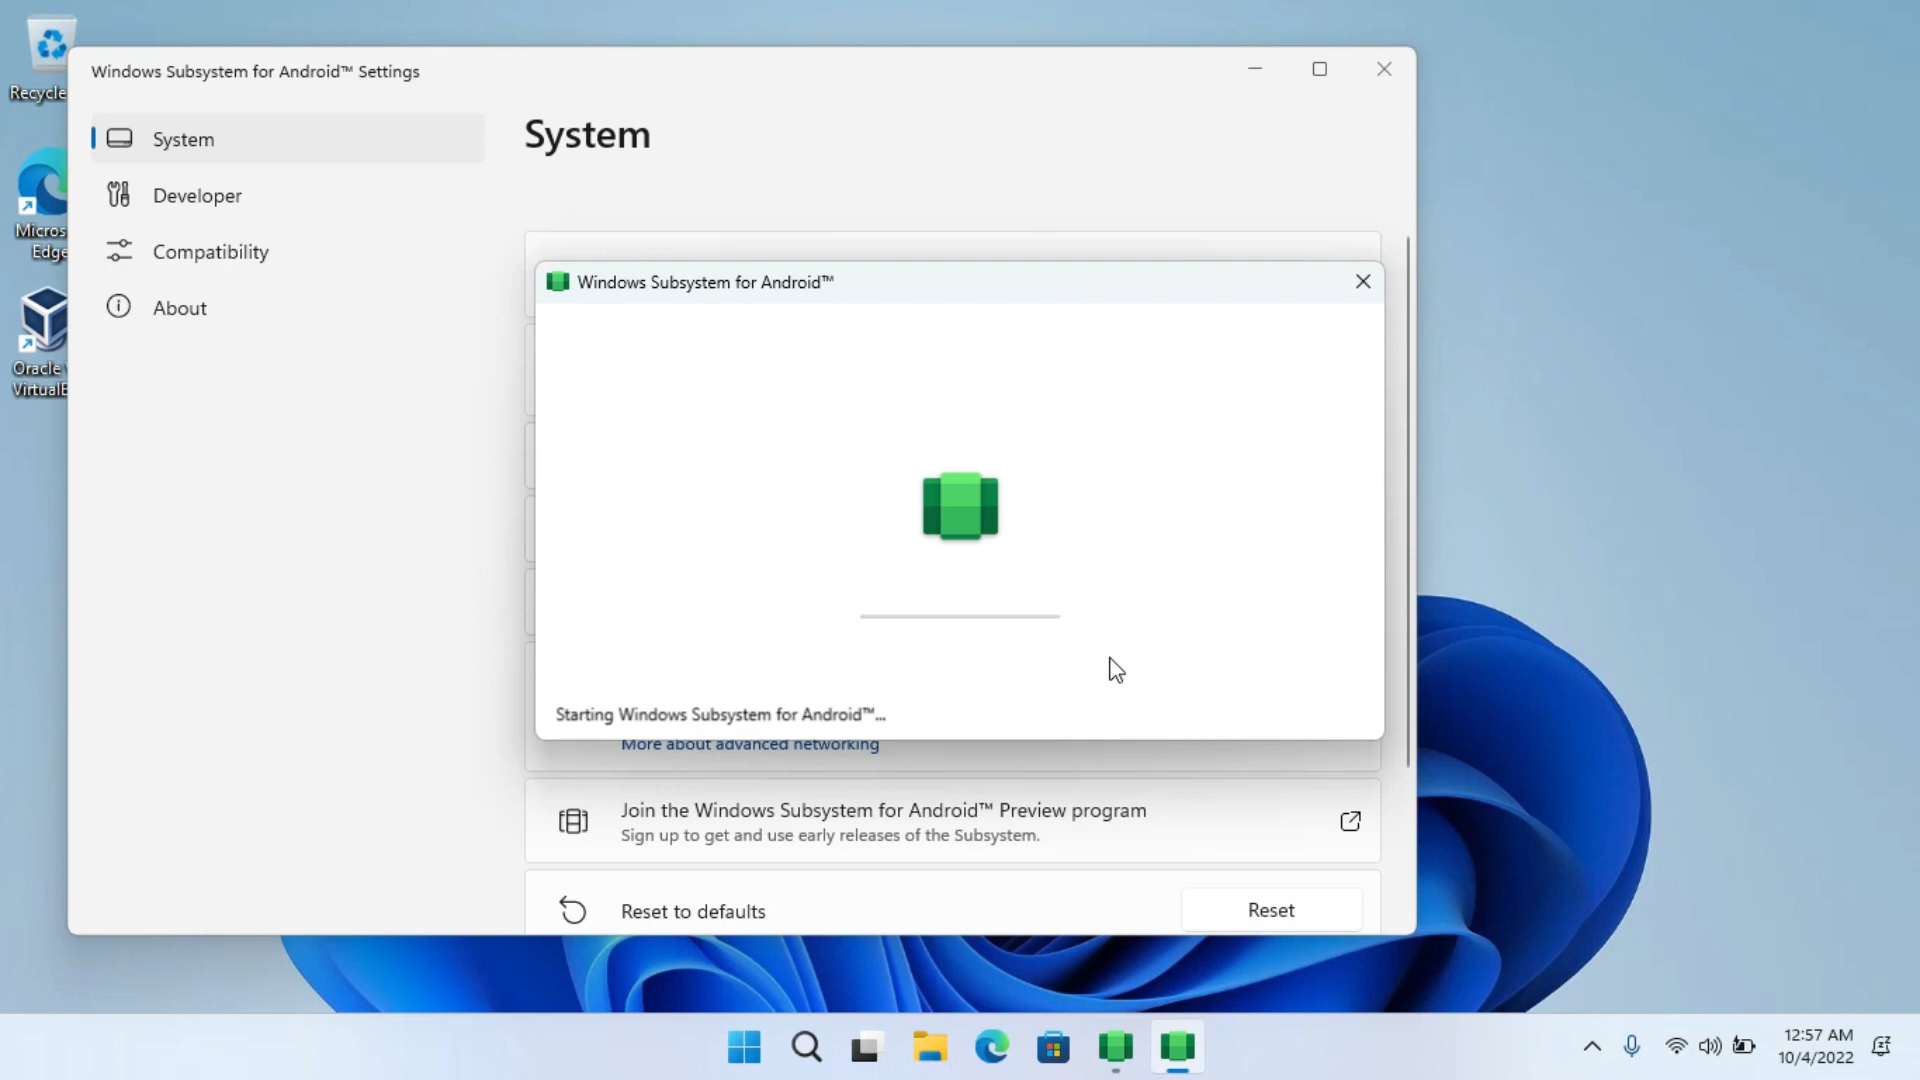 Recycle
Micros
Edge
Oracle
VirtualB
Windows Subsystem for Android™ Settings
System
Developer
Compatibility
About
System
Windows Subsystem for Android™
Starting Windows Subsystem for Android™...
More about advanced networking
Join the Windows Subsystem for Android™ Preview program
Sign up to get and use early releases of the Subsystem.
Reset to defaults
Reset
12:57 AM
10/4/2022